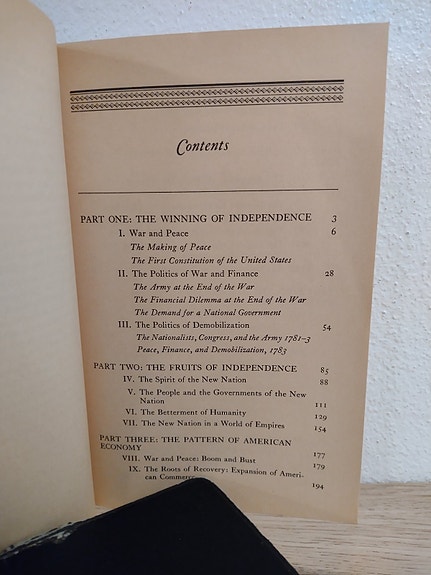 Contents
PART ONE: THE WINNING OF INDEPENDENCE 3
I. War and Peace 6
The Making of Peace
The First Constitution of the United States
II. The Politics of War and Finance 28
The Army at the End of the War
The Financial Dilemma at the End of the War
The Demand for a National Government
III. The Politics of Demobilization 54
The Nationalists, Congress, and the Army 1781–3
Peace, Finance, and Demobilization, 1783
PART TWO: THE FRUITS OF INDEPENDENCE 85
IV. The Spirit of the New Nation 88
V. The People and the Governments of the New
Nation 111
VI. The Betterment of Humanity 129
VII. The New Nation in a World of Empires 154
PART THREE: THE PATTERN OF AMERICAN
ECONOMY 177
VIII. War and Peace: Boom and Bust 179
IX. The Roots of Recovery: Expansion of Ameri-
can Commerce 194